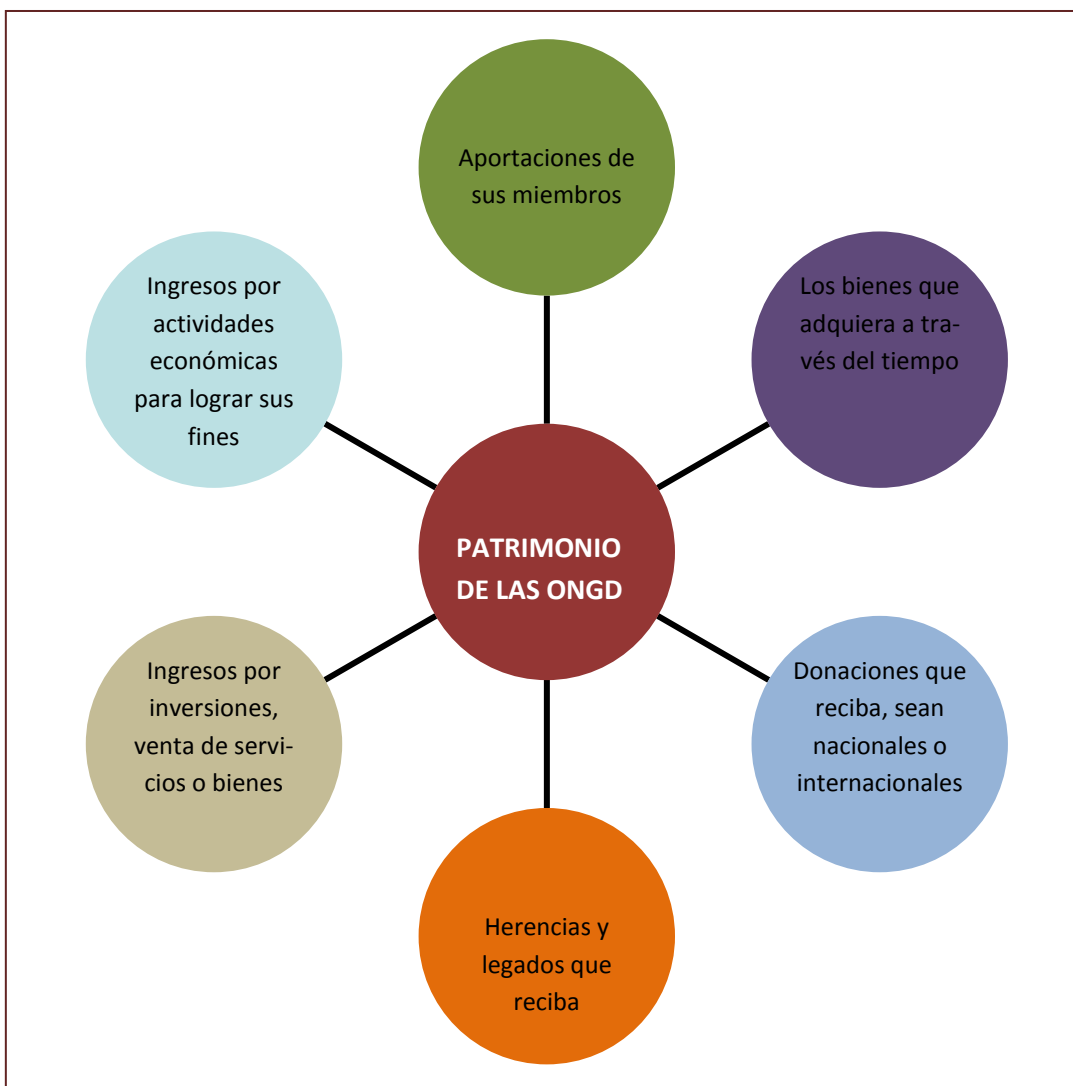 Aportaciones de
sus miembros
Ingresos por
actividades
económicas
para lograr sus
fines
Los bienes que
adquiera a tra-
vés del tiempo
PATRIMONIO
DE LAS ONGD
Ingresos por
inversiones,
venta de servi-
cios o bienes
Donaciones que
reciba, sean
nacionales o
internacionales
Herencias y
legados que
reciba